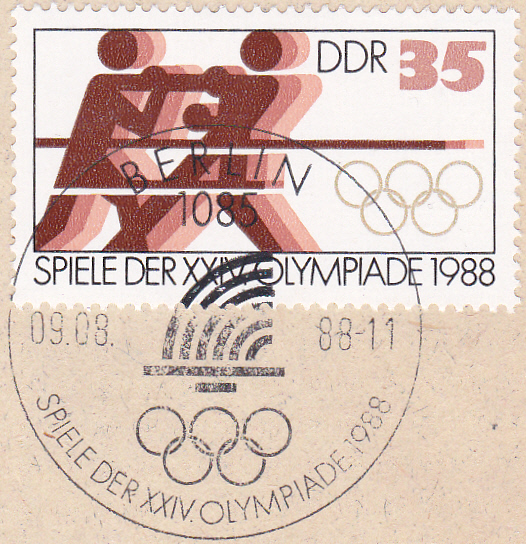 DDR 35
SPIELE DER XXIV. OLYMPIADE 1988
BERLIN
1085
09.08. 88-11
SPIELE DER XXIV. OLYMPIADE 1988